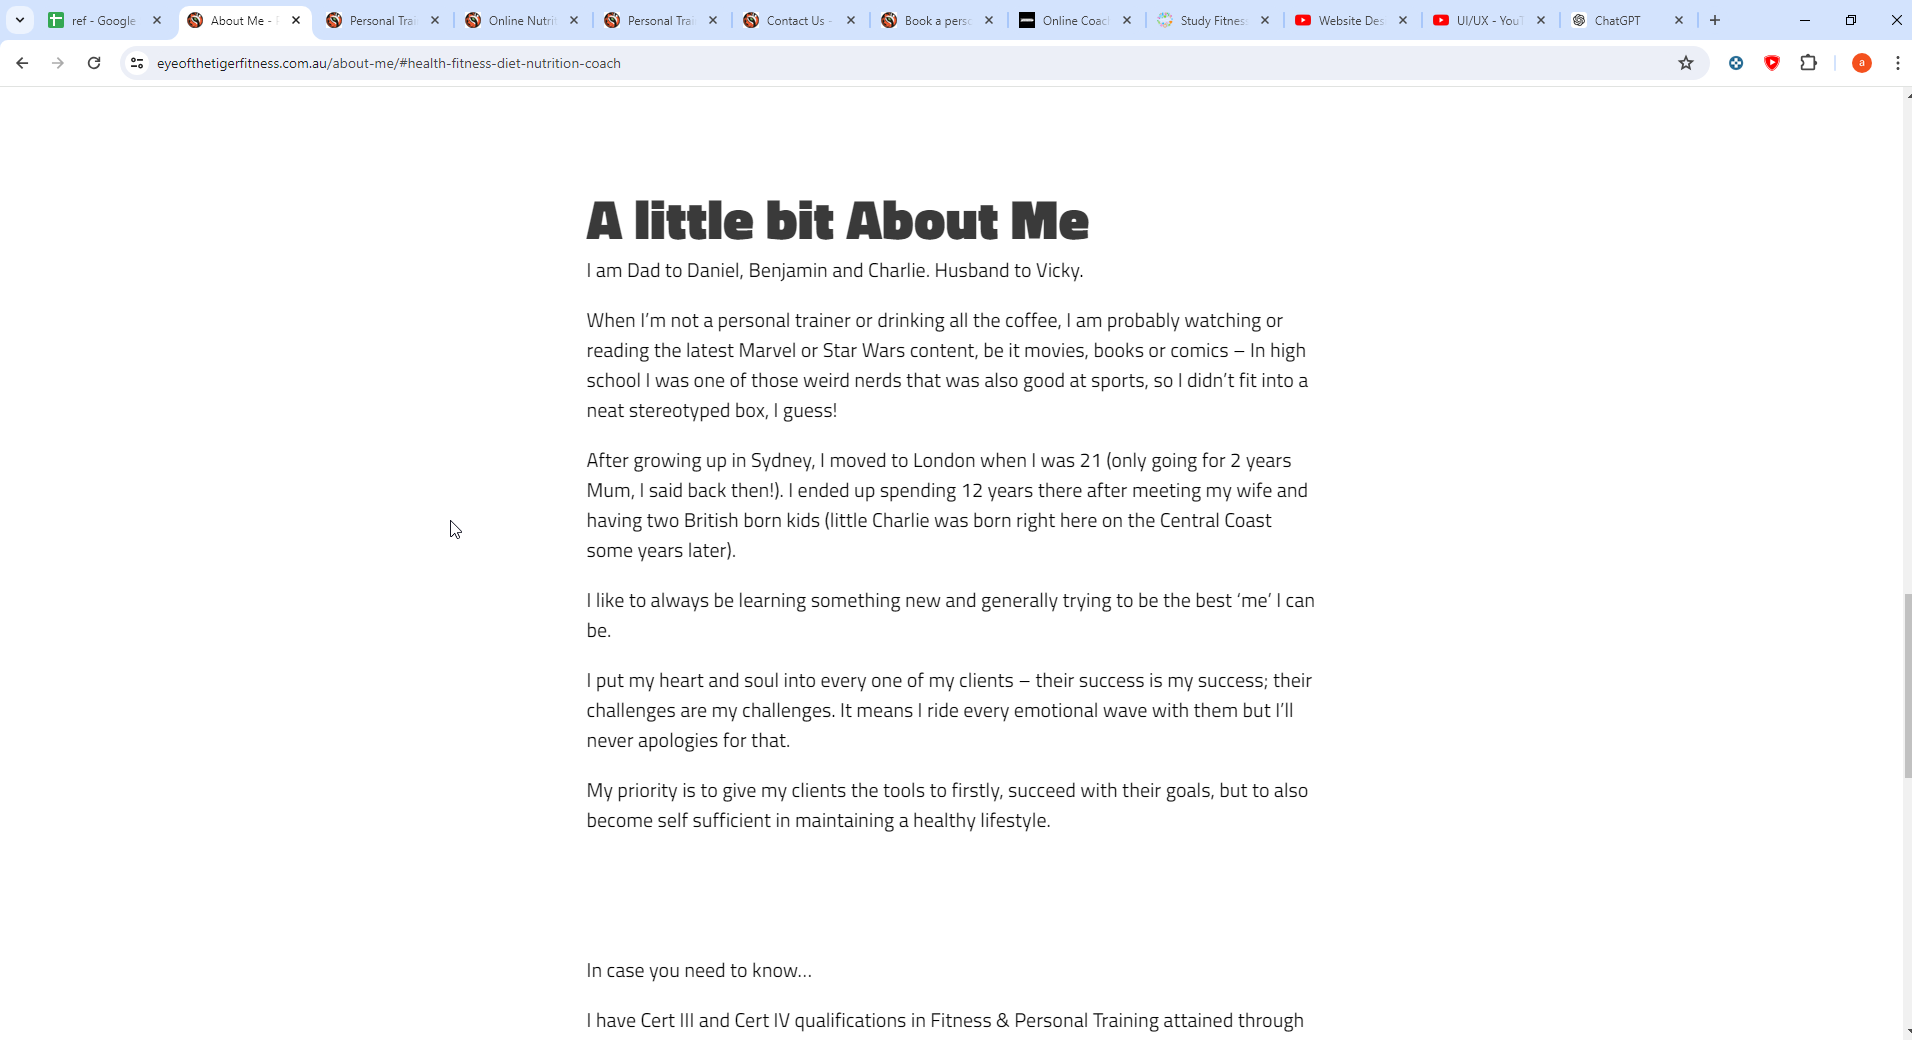 ref - Google
About Me -
Personal Trai
Online Nutri
Personal Trai
Contact Us -
Book a pers
Online Coac
Study Fitnes
Website Des
UI/UX - YouT
ChatGPT
eyeofthetigerfitness.com.au/about-me/#health-fitness-diet-nutrition-coach
a
A little bit About Me
I am Dad to Daniel, Benjamin and Charlie. Husband to Vicky.
When I’m not a personal trainer or drinking all the coffee, I am probably watching or
reading the latest Marvel or Star Wars content, be it movies, books or comics – In high
school I was one of those weird nerds that was also good at sports, so I didn’t fit into a
neat stereotyped box, I guess!
After growing up in Sydney, I moved to London when I was 21 (only going for 2 years
Mum, I said back then!). I ended up spending 12 years there after meeting my wife and
having two British born kids (little Charlie was born right here on the Central Coast
some years later).
I like to always be learning something new and generally trying to be the best ‘me’ I can
be.
I put my heart and soul into every one of my clients – their success is my success; their
challenges are my challenges. It means I ride every emotional wave with them but I’ll
never apologies for that.
My priority is to give my clients the tools to firstly, succeed with their goals, but to also
become self sufficient in maintaining a healthy lifestyle.
In case you need to know…
I have Cert III and Cert IV qualifications in Fitness & Personal Training attained through